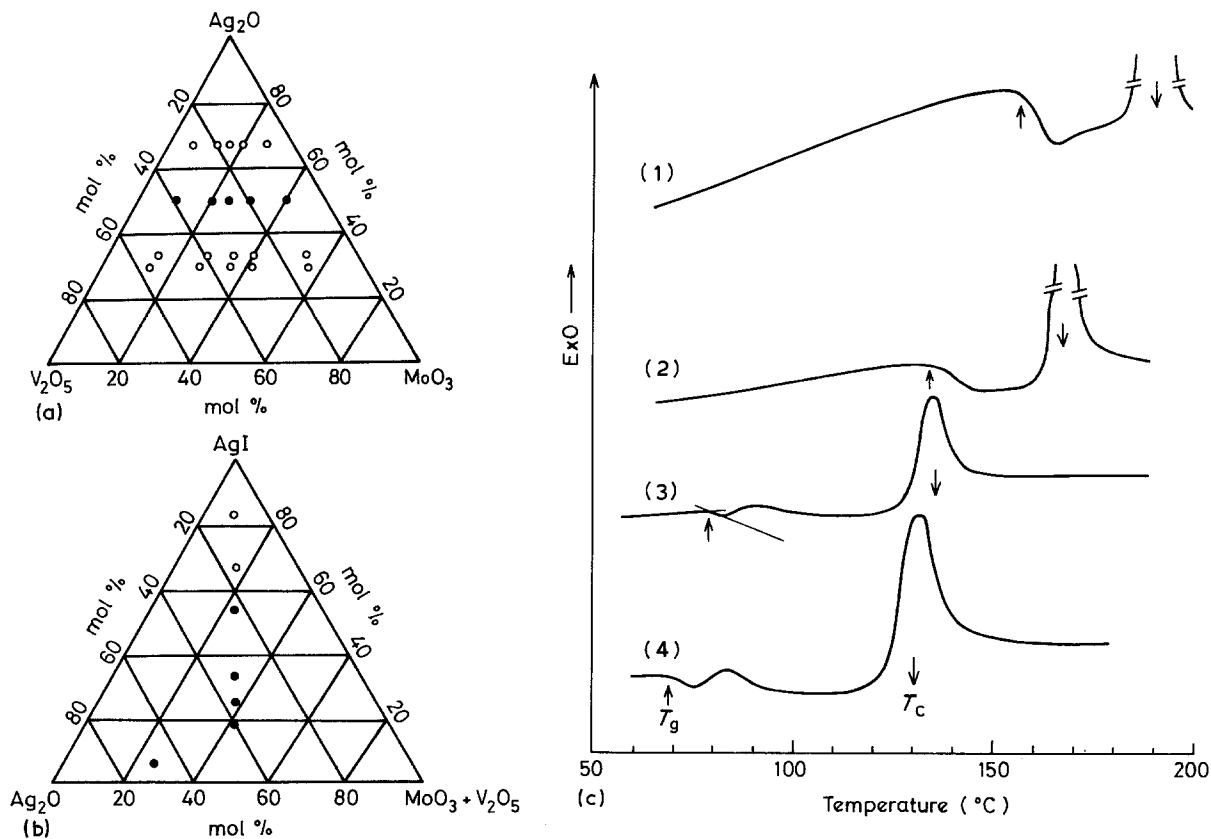 Ag₂O
20
80
40
mol %
mol %
60
60
40
80
20
V₂O₅
20
40
60
80
MoO₃
(a)
mol %
AgI
20
80
40
mol %
mol %
60
60
40
80
20
Ag₂O
20
40
60
80
MoO₃ + V₂O₅
(b)
mol %
ExO
(1)
(2)
(3)
(4)
Tg
Tc
50
100
150
200
(c)
Temperature (°C)